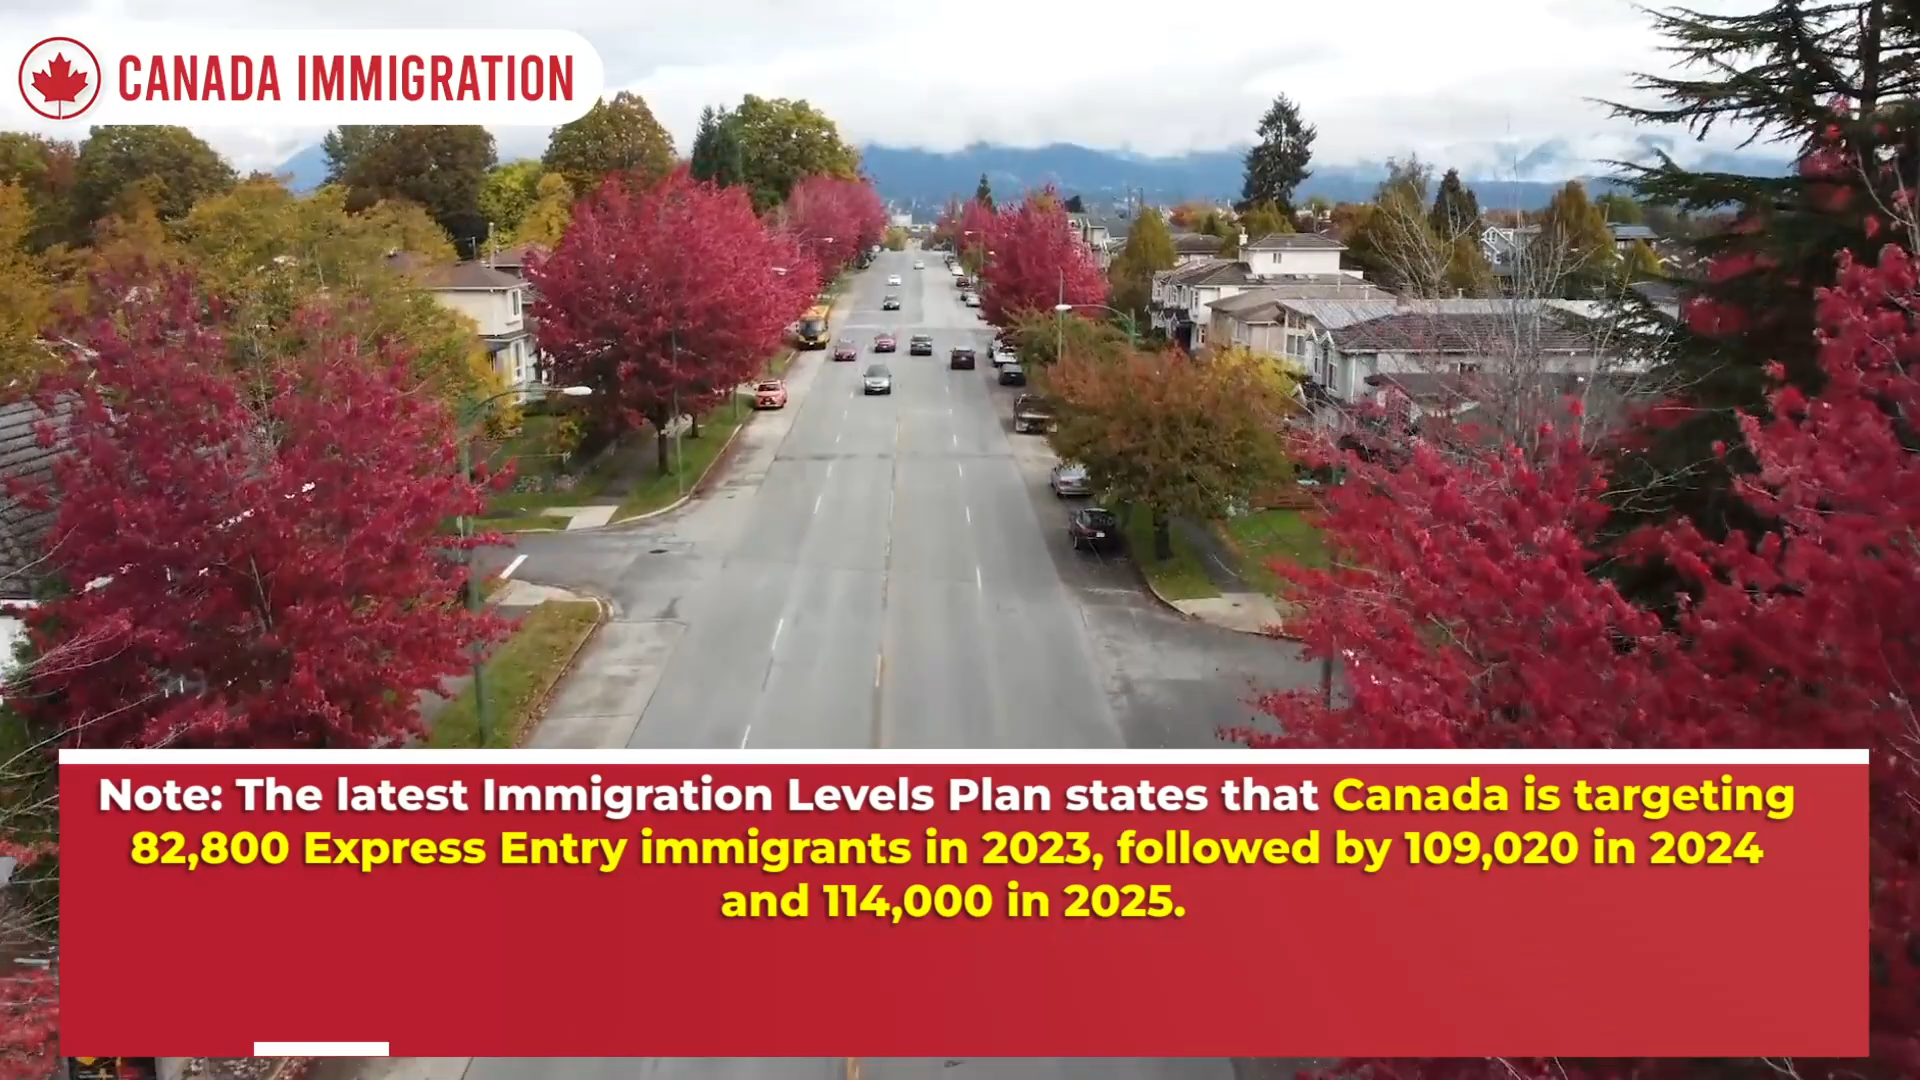 CANADA IMMIGRATION
Note: The latest Immigration Levels Plan states that Canada is targeting
82,800 Express Entry immigrants in 2023, followed by 109,020 in 2024
and 114,000 in 2025.